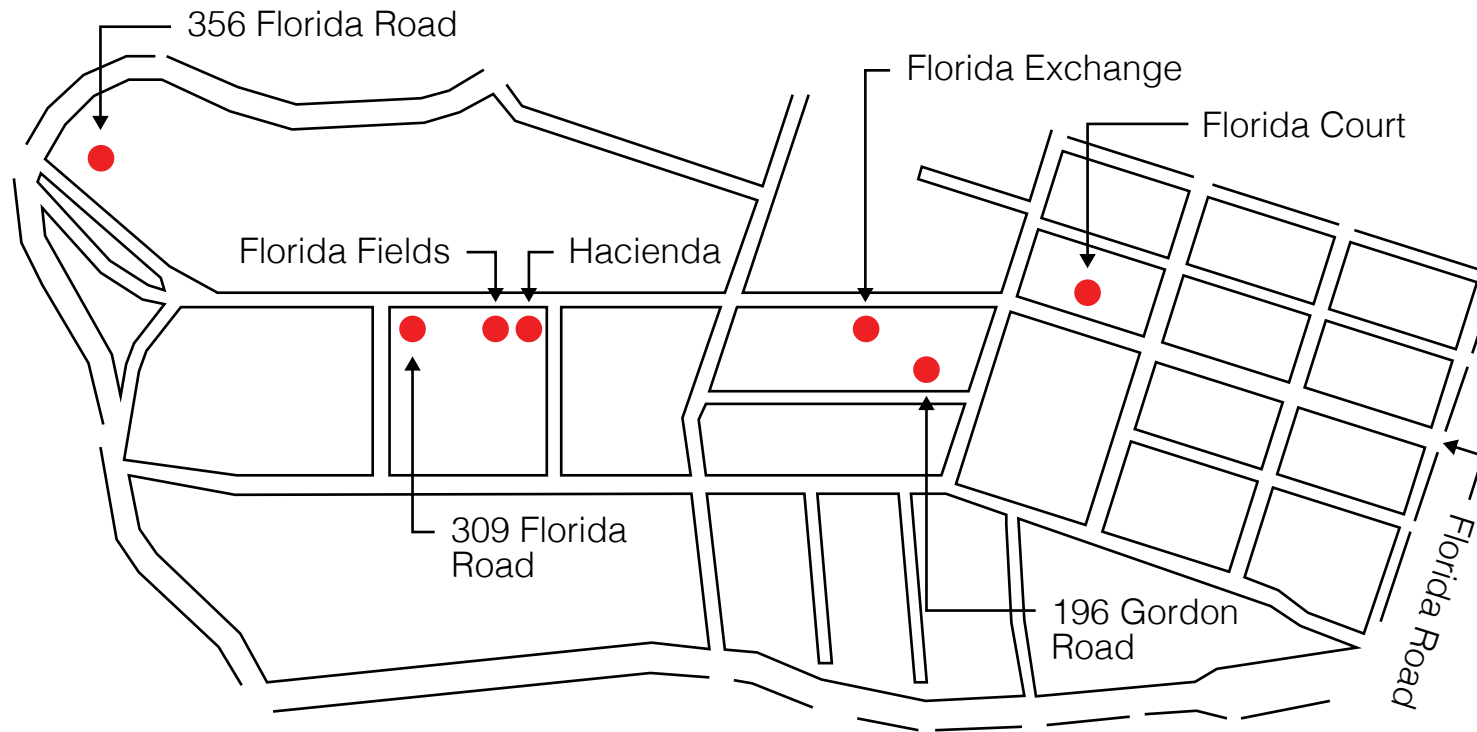 356 Florida Road
Florida Exchange
Florida Court
Florida Fields
Hacienda
309 Florida
Road
196 Gordon
Road
Florida Road